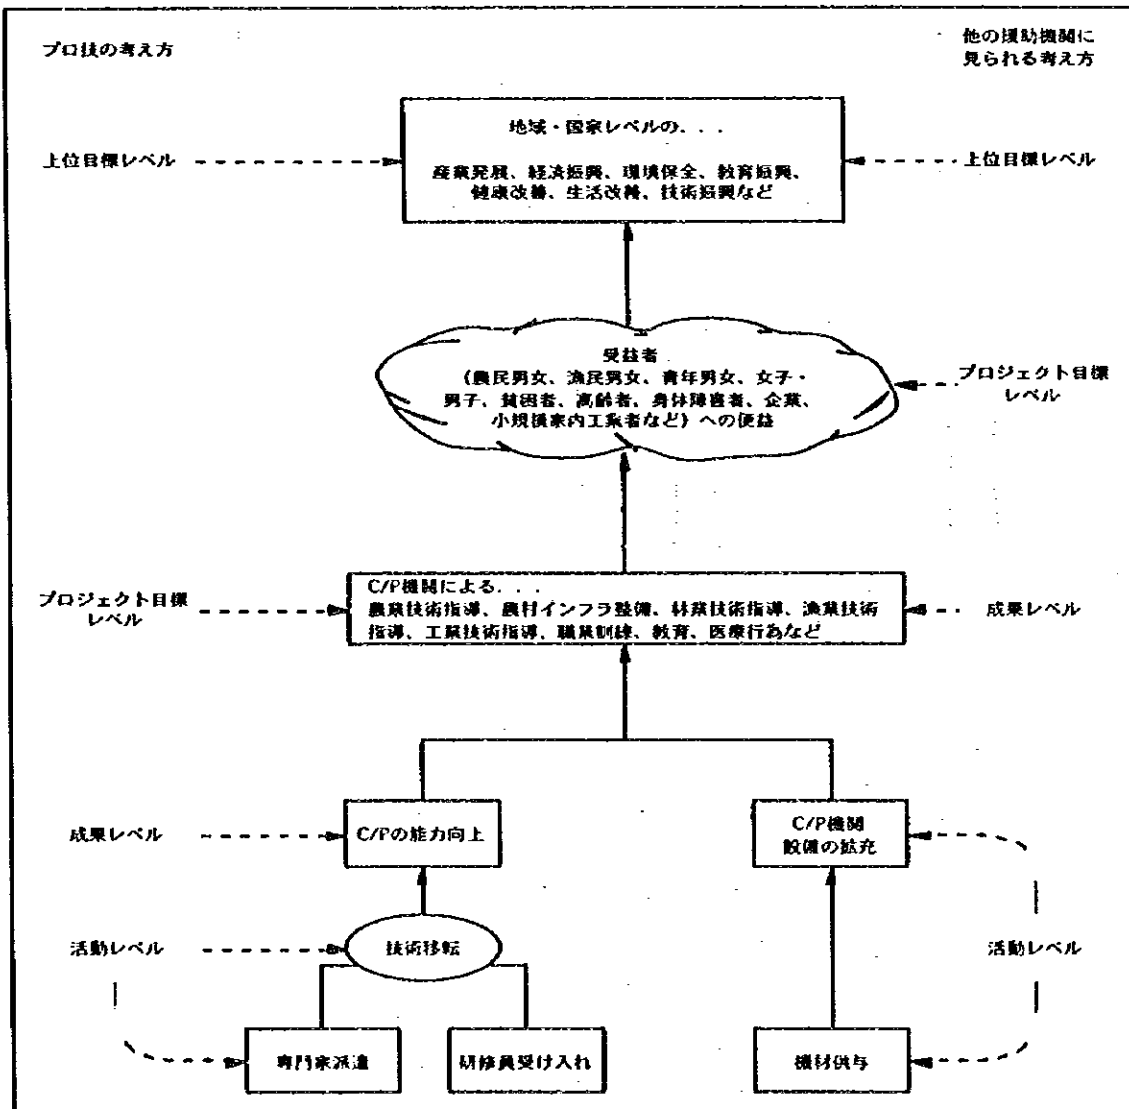 プロ技の考え方
他の援助機関に
見られる考え方
地域・国家レベルの...
上位目標レベル
上位目標レベル
産業発展、経済振興、環境保全、教育振興、
健康改善、生活改善、技術振興など
受益者
(農民男女、漁民男女、青年男女、女子・
男子、貧困者、高齢者、身体障害者、企業、
小規模家内工業者など)への便益
プロジェクト目標
レベル
プロジェクト目標
レベル
C/P機関による...
農業技術指導、農村インフラ整備、林業技術指導、漁業技術
指導、工業技術指導、職業訓練、教育、医療行為など
成果レベル
成果レベル
C/Pの能力向上
C/P機関
設備の拡充
活動レベル
技術移転
活動レベル
専門家派遣
研修員受け入れ
機材供与